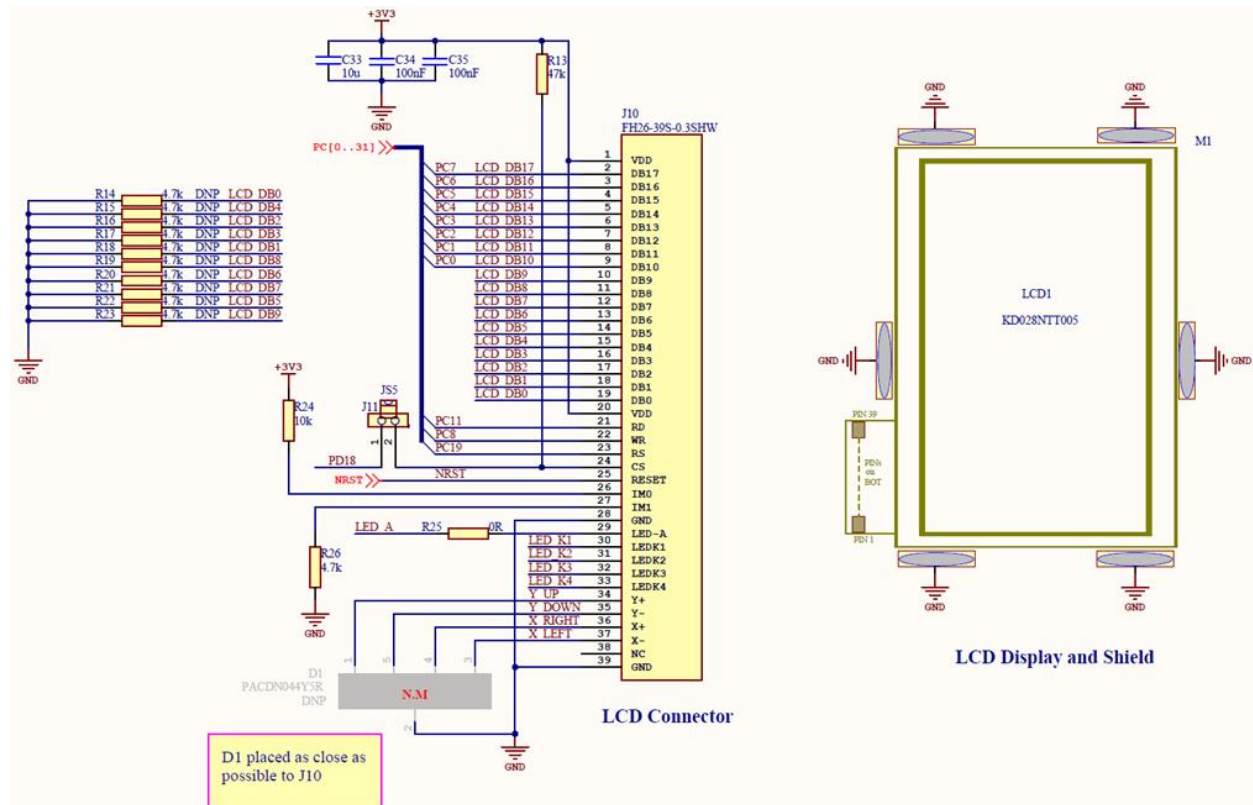 +3V3
C33
10u
C34
100nF
C35
100nF
R13
47k
GND
PC[0..31]
J10
FH26-39S-0.3SHW
1 VDD
PC7 LCD DB17 2 DB17
PC6 LCD DB16 3 DB16
PC5 LCD DB15 4 DB15
PC4 LCD DB14 5 DB14
PC3 LCD DB13 6 DB13
PC2 LCD DB12 7 DB12
PC1 LCD DB11 8 DB11
PC0 LCD DB10 9 DB10
LCD DB9 10 DB9
LCD DB8 11 DB8
LCD DB7 12 DB7
LCD DB6 13 DB6
LCD DB5 14 DB5
LCD DB4 15 DB4
LCD DB3 16 DB3
LCD DB2 17 DB2
LCD DB1 18 DB1
LCD DB0 19 DB0
20 VDD
PC11 21 RD
PC8 22 WR
PC19 23 RS
24 CS
NRST NRST 25 RESET
26 IM0
27 IM1
28 GND
LED A R25 0R 29 LED-A
LED K1 30 LEDK1
LED K2 31 LEDK2
LED K3 32 LEDK3
LED K4 33 LEDK4
Y UP 34 Y+
Y DOWN 35 Y-
X RIGHT 36 X+
X LEFT 37 X-
38 NC
39 GND
LCD Connector
R14 4.7k DNP LCD DB0
R15 4.7k DNP LCD DB4
R16 4.7k DNP LCD DB2
R17 4.7k DNP LCD DB3
R18 4.7k DNP LCD DB1
R19 4.7k DNP LCD DB8
R20 4.7k DNP LCD DB6
R21 4.7k DNP LCD DB7
R22 4.7k DNP LCD DB5
R23 4.7k DNP LCD DB9
GND
+3V3
R24
10k
JS5
J11
1 2
PD18
R26
4.7k
GND
1 5 4 3
D1
PACDN044Y5R
DNP
N.M
2
GND
D1 placed as close as
possible to J10
GND
GND
M1
LCD1
KD028NTT005
GND
GND
PIN 39
PINs
on
BOT
PIN 1
GND
GND
LCD Display and Shield